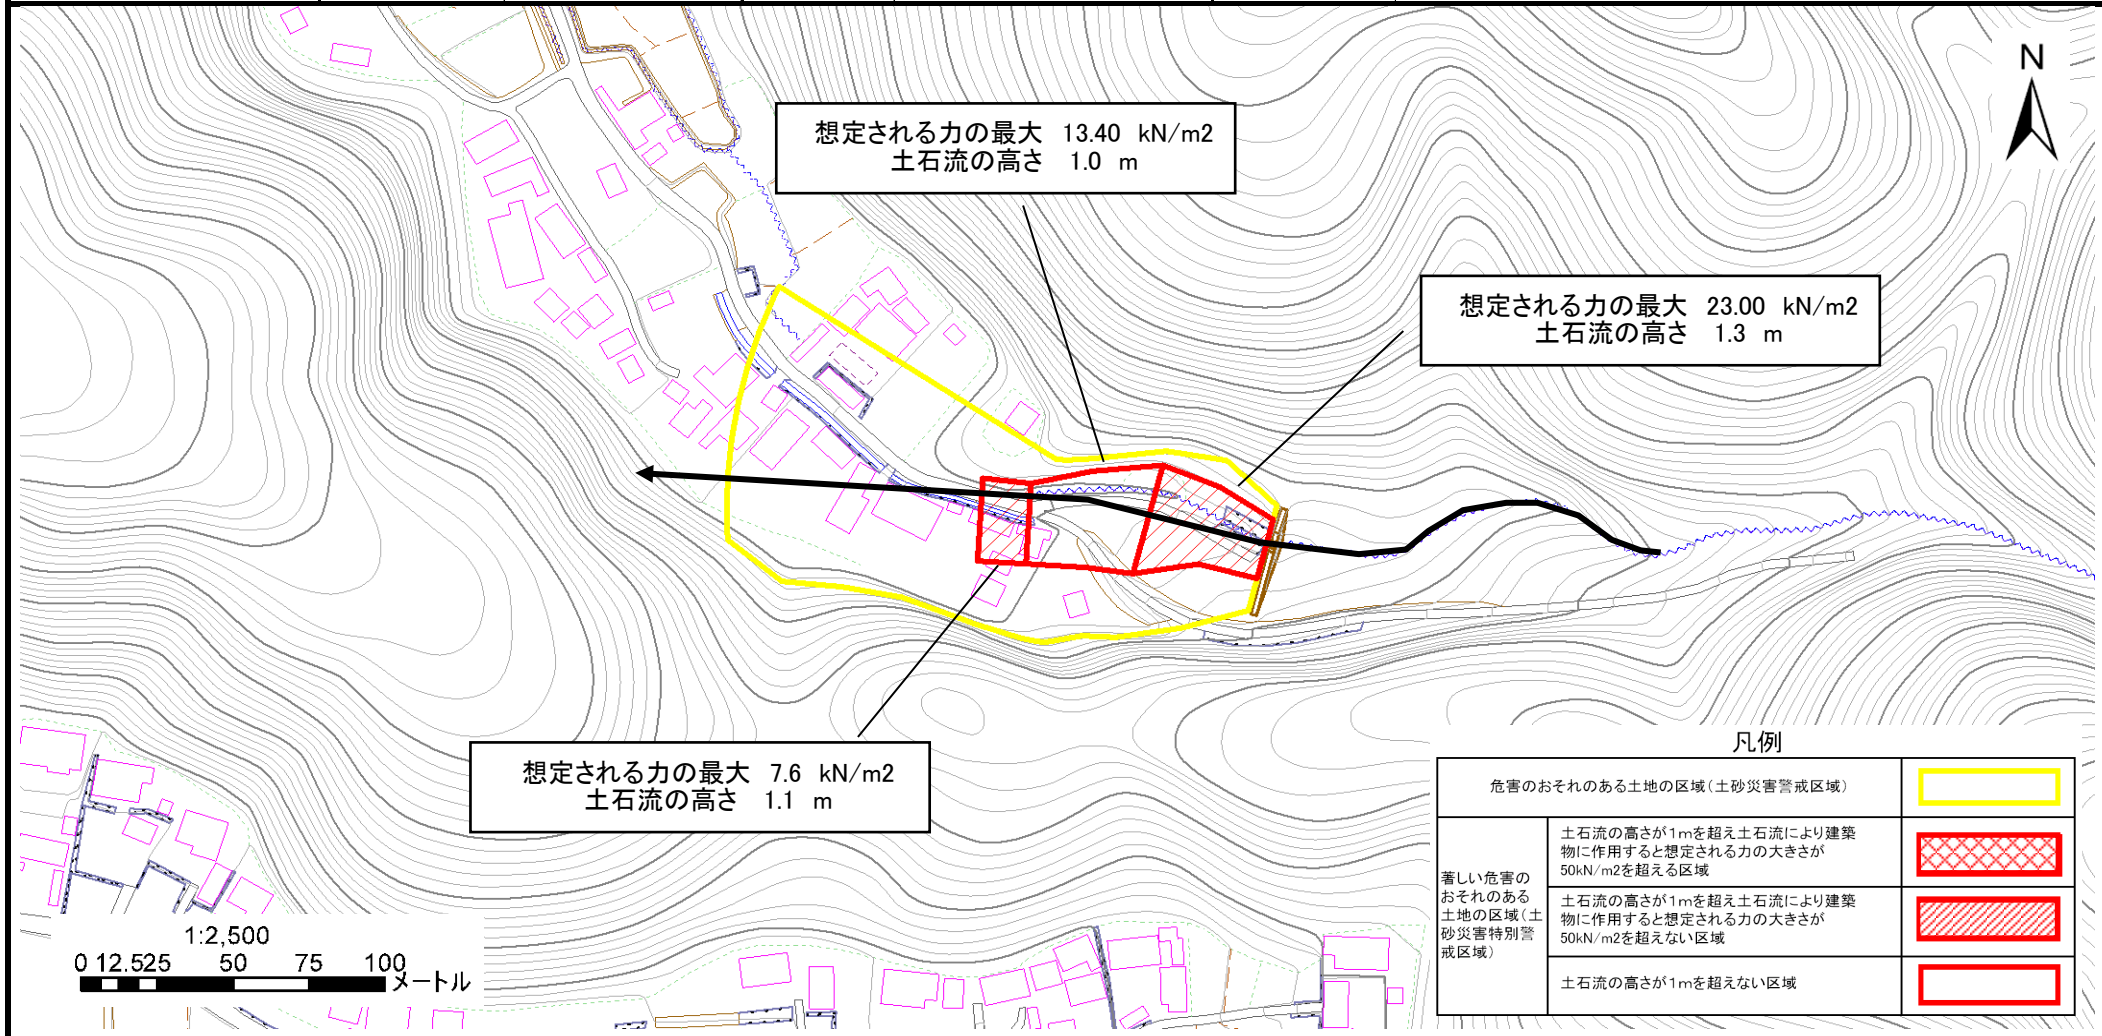 N
想定される力の最大 13.40 kN/m2
土石流の高さ 1.0 m
想定される力の最大 23.00 kN/m2
土石流の高さ 1.3 m
想定される力の最大 7.6 kN/m2
土石流の高さ 1.1 m
凡例
危害のおそれのある土地の区域(土砂災害警戒区域)
著しい危害の
おそれのある
土地の区域(土
砂災害特別警
戒区域)
土石流の高さが1mを超え土石流により建築
物に作用すると想定される力の大きさが
50kN/m2を超える区域
土石流の高さが1mを超え土石流により建築
物に作用すると想定される力の大きさが
50kN/m2を超えない区域
土石流の高さが1mを超えない区域
1:2,500
0 12.525 50 75 100
メートル